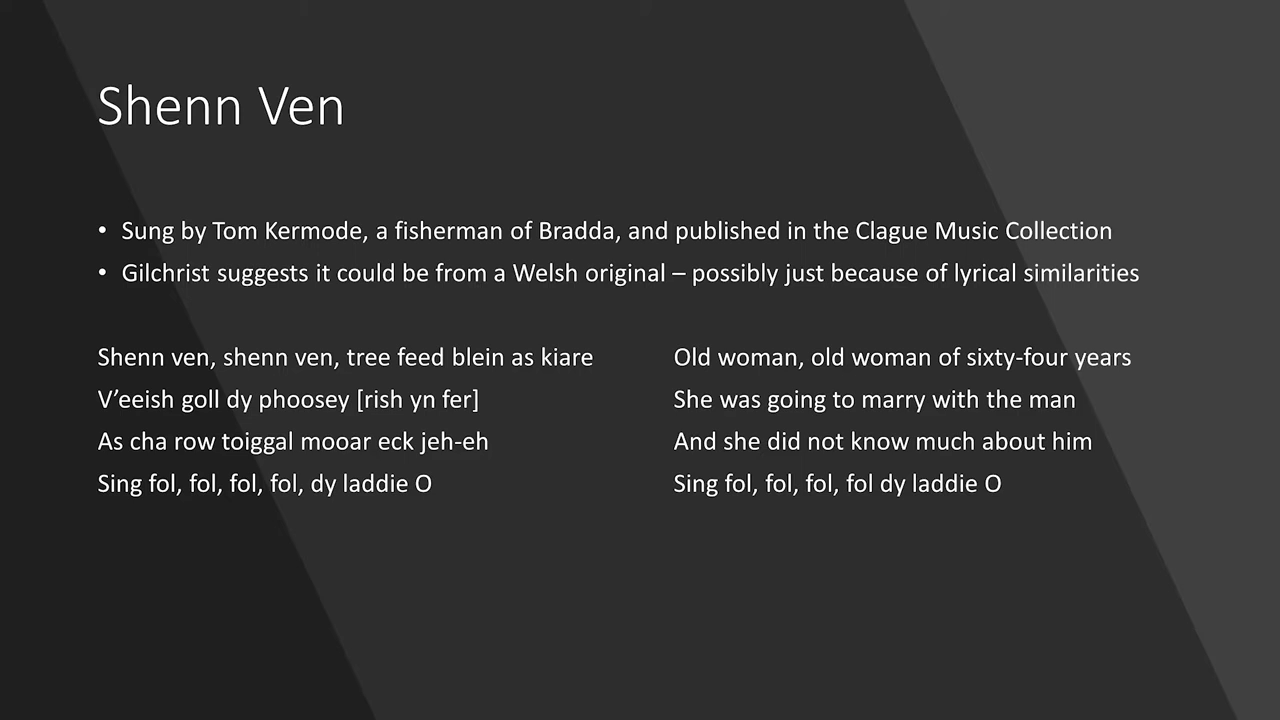 Shenn Ven
• Sung by Tom Kermode, a fisherman of Bradda, and published in the Clague Music Collection
• Gilchrist suggests it could be from a Welsh original – possibly just because of lyrical similarities
Shenn ven, shenn ven, tree feed blein as kiare
V’eeish goll dy phoosey [rish yn fer]
As cha row toiggal mooar eck jeh-eh
Sing fol, fol, fol, fol, dy laddie O
Old woman, old woman of sixty-four years
She was going to marry with the man
And she did not know much about him
Sing fol, fol, fol, fol dy laddie O